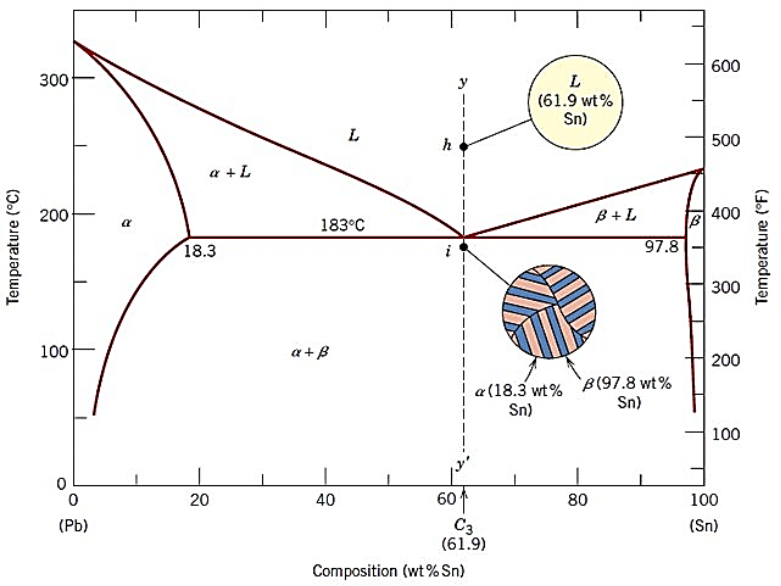 Temperature (°C)
300
200
100
0
Temperature (°F)
600
500
400
300
200
100
y
L
(61.9 wt%
Sn)
h
L
α + L
α
183°C
18.3
i
β + L
β
97.8
α + β
α (18.3 wt%
Sn)
β (97.8 wt%
Sn)
y′
0
20
40
60
80
100
(Pb)
C₃
(61.9)
(Sn)
Composition (wt% Sn)